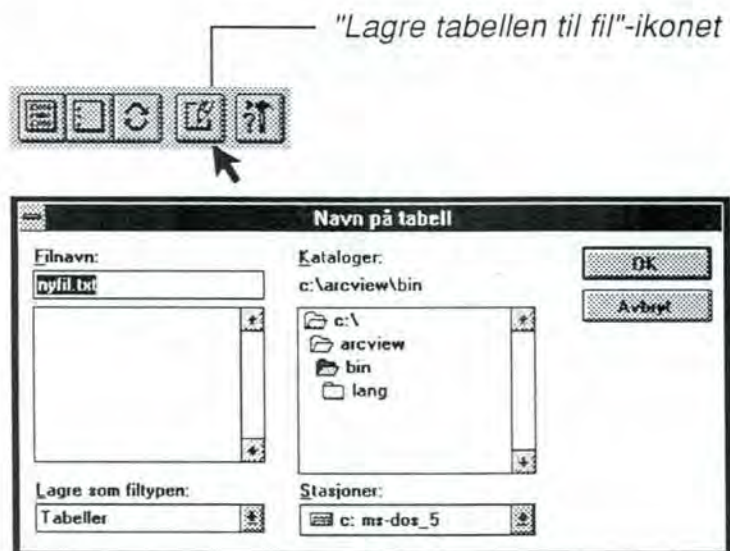 "Lagre tabellen til fil"-ikonet
Navn på tabell
Filnavn:
nyfil.txt
Kataloger:
c:\arcview\bin
c:\
arcview
bin
lang
OK
Avbryt
Lagre som filtypen:
Tabeller
Stasjoner:
c: ms-dos_5